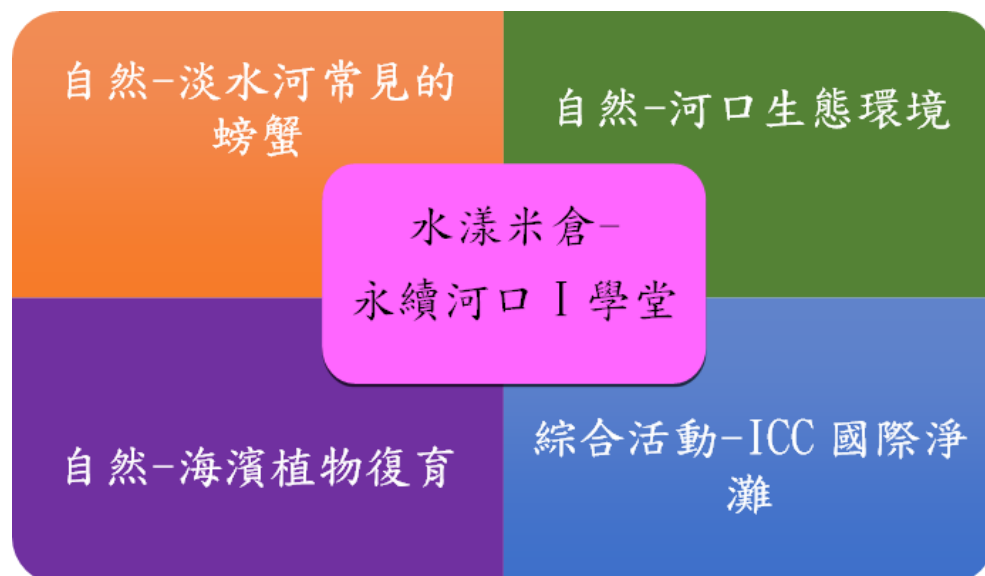 自然-淡水河常見的
螃蟹
自然-河口生態環境
水漾米倉-
永續河口 I 學堂
自然-海濱植物復育
綜合活動-ICC 國際淨
灘